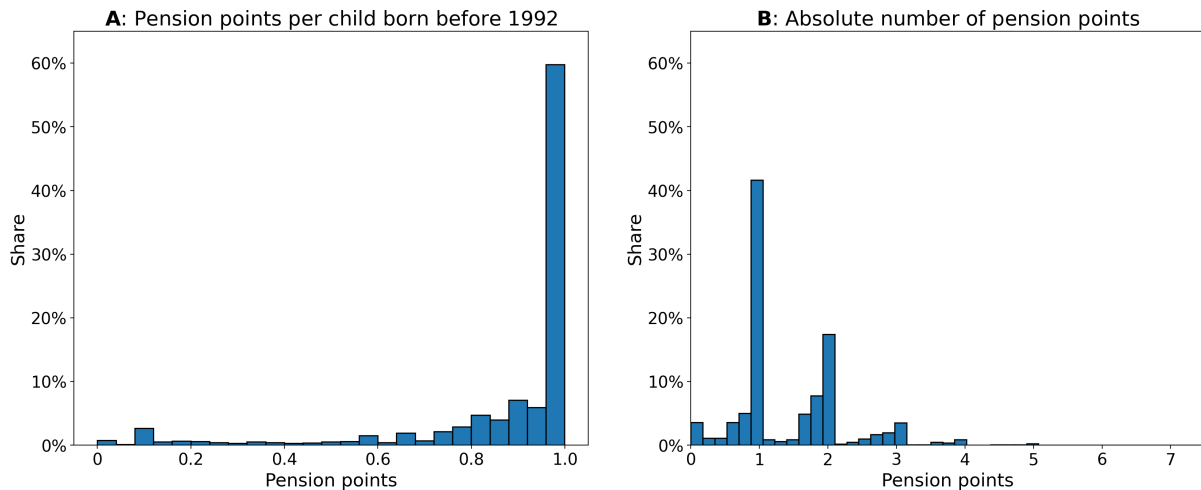 A: Pension points per child born before 1992
60%
50%
40%
30%
20%
10%
0%
Share
0 0.2 0.4 0.6 0.8 1.0
Pension points
B: Absolute number of pension points
60%
50%
40%
30%
20%
10%
0%
Share
0 1 2 3 4 5 6 7
Pension points